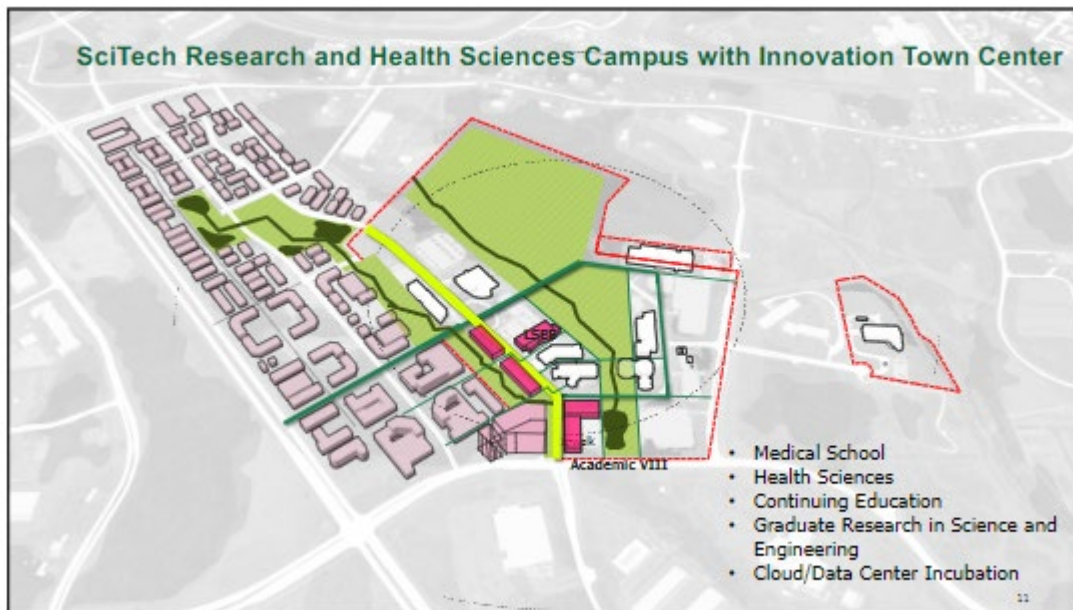 SciTech Research and Health Sciences Campus with Innovation Town Center
Academic VIII
• Medical School
• Health Sciences
• Continuing Education
• Graduate Research in Science and
Engineering
• Cloud/Data Center Incubation
11